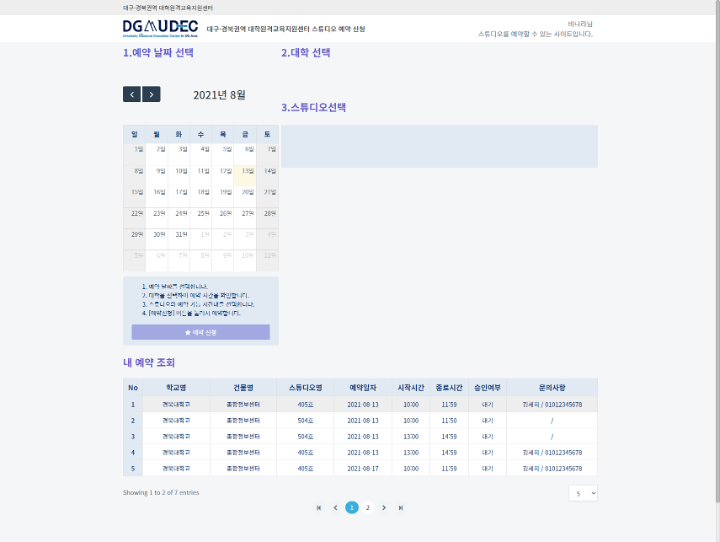 대구·경북권역 대학원격교육지원센터
DGAUDEC
대구·경북권역 대학원격교육지원센터 스튜디오 예약 신청
비나라님
스튜디오를 예약할 수 있는 사이트입니다.
1.예약 날짜 선택
2.대학 선택
2021년 8월
3.스튜디오선택
일 월 화 수 목 금 토
1일 2일 3일 4일 5일 6일 7일
8일 9일 10일 11일 12일 13일 14일
15일 16일 17일 18일 19일 20일 21일
22일 23일 24일 25일 26일 27일 28일
29일 30일 31일 1일 2일 3일 4일
5일 6일 7일 8일 9일 10일 11일
1. 예약 날짜를 선택합니다.
2. 대학을 선택하여 예약 시간을 확인합니다.
3. 스튜디오의 예약 가능 시간대를 선택합니다.
4. [예약신청] 버튼을 눌러서 예약합니다.
★ 예약 신청
내 예약 조회
No 학교명 건물명 스튜디오명 예약일자 시작시간 종료시간 승인여부 문의사항
1 경북대학교 종합정보센터 405호 2021-08-13 10:00 11:59 대기 김세희 / 01012345678
2 경북대학교 종합정보센터 504호 2021-08-13 10:00 11:50 대기 /
3 경북대학교 종합정보센터 504호 2021-08-13 13:00 14:59 대기 /
4 경북대학교 종합정보센터 405호 2021-08-13 13:00 14:59 대기 김세희 / 01012345678
5 경북대학교 종합정보센터 405호 2021-08-17 10:00 11:59 대기 김세희 / 01012345678
Showing 1 to 2 of 7 entries
5
1 2